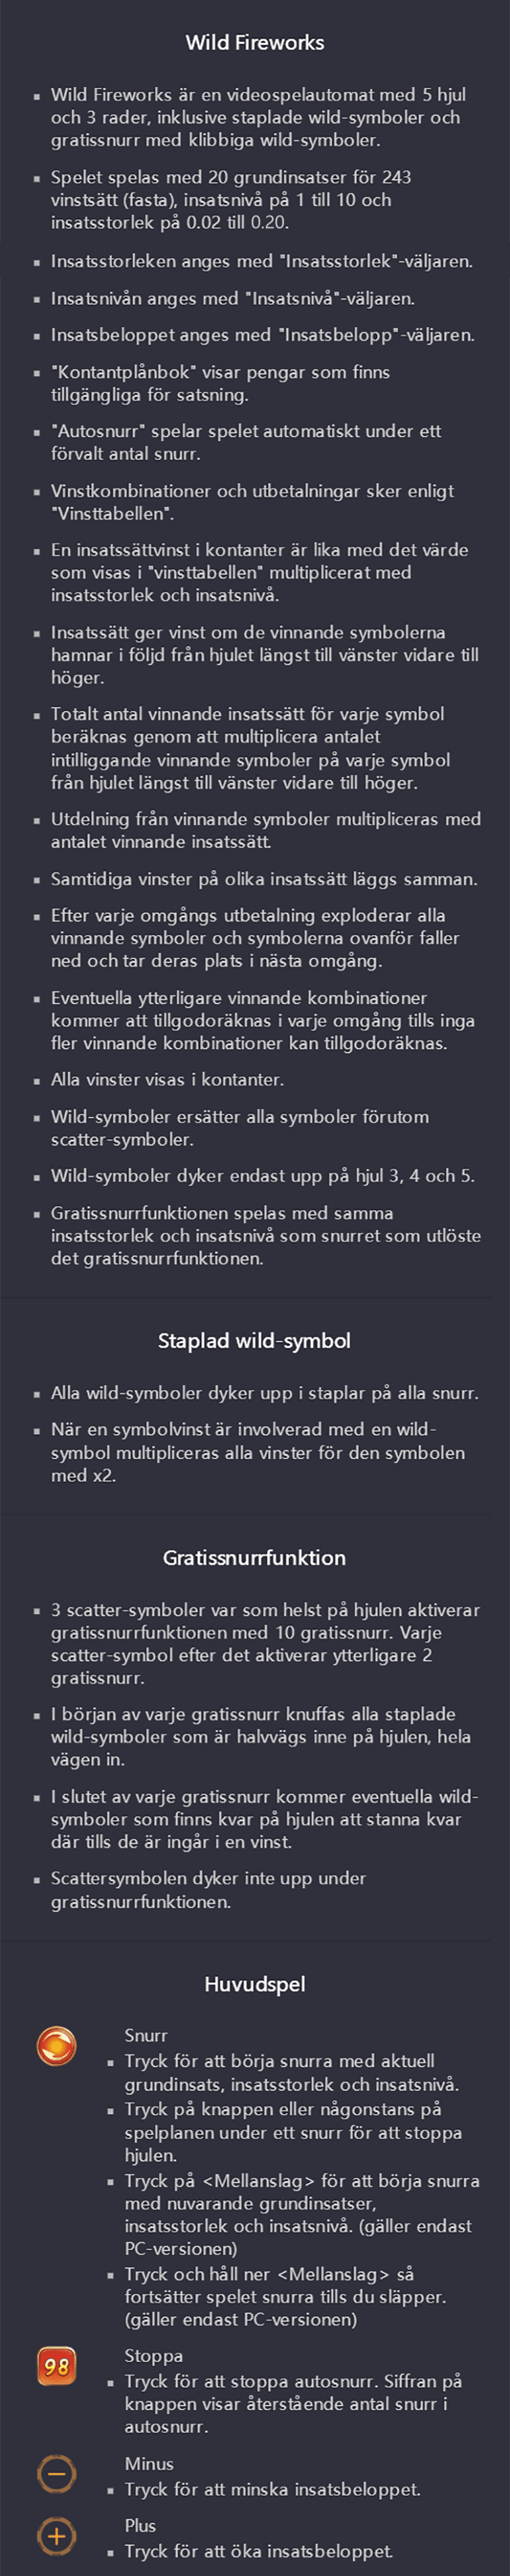 Wild Fireworks
▪ Wild Fireworks är en videospelautomat med 5 hjul
och 3 rader, inklusive staplade wild-symboler och
gratissnurr med klibbiga wild-symboler.
▪ Spelet spelas med 20 grundinsatser för 243
vinstsätt (fasta), insatsnivå på 1 till 10 och
insatsstorlek på 0.02 till 0.20.
▪ Insatsstorleken anges med "Insatsstorlek"-väljaren.
▪ Insatsnivån anges med "Insatsnivå"-väljaren.
▪ Insatsbeloppet anges med "Insatsbelopp"-väljaren.
▪ "Kontantplånbok" visar pengar som finns
tillgängliga för satsning.
▪ "Autosnurr" spelar spelet automatiskt under ett
förvalt antal snurr.
▪ Vinstkombinationer och utbetalningar sker enligt
"Vinsttabellen".
▪ En insatssättvinst i kontanter är lika med det värde
som visas i "vinsttabellen" multiplicerat med
insatsstorlek och insatsnivå.
▪ Insatssätt ger vinst om de vinnande symbolerna
hamnar i följd från hjulet längst till vänster vidare till
höger.
▪ Totalt antal vinnande insatssätt för varje symbol
beräknas genom att multiplicera antalet
intilliggande vinnande symboler på varje symbol
från hjulet längst till vänster vidare till höger.
▪ Utdelning från vinnande symboler multipliceras med
antalet vinnande insatssätt.
▪ Samtidiga vinster på olika insatssätt läggs samman.
▪ Efter varje omgångs utbetalning exploderar alla
vinnande symboler och symbolerna ovanför faller
ned och tar deras plats i nästa omgång.
▪ Eventuella ytterligare vinnande kombinationer
kommer att tillgodoräknas i varje omgång tills inga
fler vinnande kombinationer kan tillgodoräknas.
▪ Alla vinster visas i kontanter.
▪ Wild-symboler ersätter alla symboler förutom
scatter-symboler.
▪ Wild-symboler dyker endast upp på hjul 3, 4 och 5.
▪ Gratissnurrfunktionen spelas med samma
insatsstorlek och insatsnivå som snurret som utlöste
det gratissnurrfunktionen.
Staplad wild-symbol
▪ Alla wild-symboler dyker upp i staplar på alla snurr.
▪ När en symbolvinst är involverad med en wild-
symbol multipliceras alla vinster för den symbolen
med x2.
Gratissnurrfunktion
▪ 3 scatter-symboler var som helst på hjulen aktiverar
gratissnurrfunktionen med 10 gratissnurr. Varje
scatter-symbol efter det aktiverar ytterligare 2
gratissnurr.
▪ I början av varje gratissnurr knuffas alla staplade
wild-symboler som är halvvägs inne på hjulen, hela
vägen in.
▪ I slutet av varje gratissnurr kommer eventuella wild-
symboler som finns kvar på hjulen att stanna kvar
där tills de är ingår i en vinst.
▪ Scattersymbolen dyker inte upp under
gratissnurrfunktionen.
Huvudspel
Snurr
▪ Tryck för att börja snurra med aktuell
grundinsats, insatsstorlek och insatsnivå.
▪ Tryck på knappen eller någonstans på
spelplanen under ett snurr för att stoppa
hjulen.
▪ Tryck på <Mellanslag> för att börja snurra
med nuvarande grundinsatser,
insatsstorlek och insatsnivå. (gäller endast
PC-versionen)
▪ Tryck och håll ner <Mellanslag> så
fortsätter spelet snurra tills du släpper.
(gäller endast PC-versionen)
98
Stoppa
▪ Tryck för att stoppa autosnurr. Siffran på
knappen visar återstående antal snurr i
autosnurr.
Minus
▪ Tryck för att minska insatsbeloppet.
Plus
▪ Tryck för att öka insatsbeloppet.